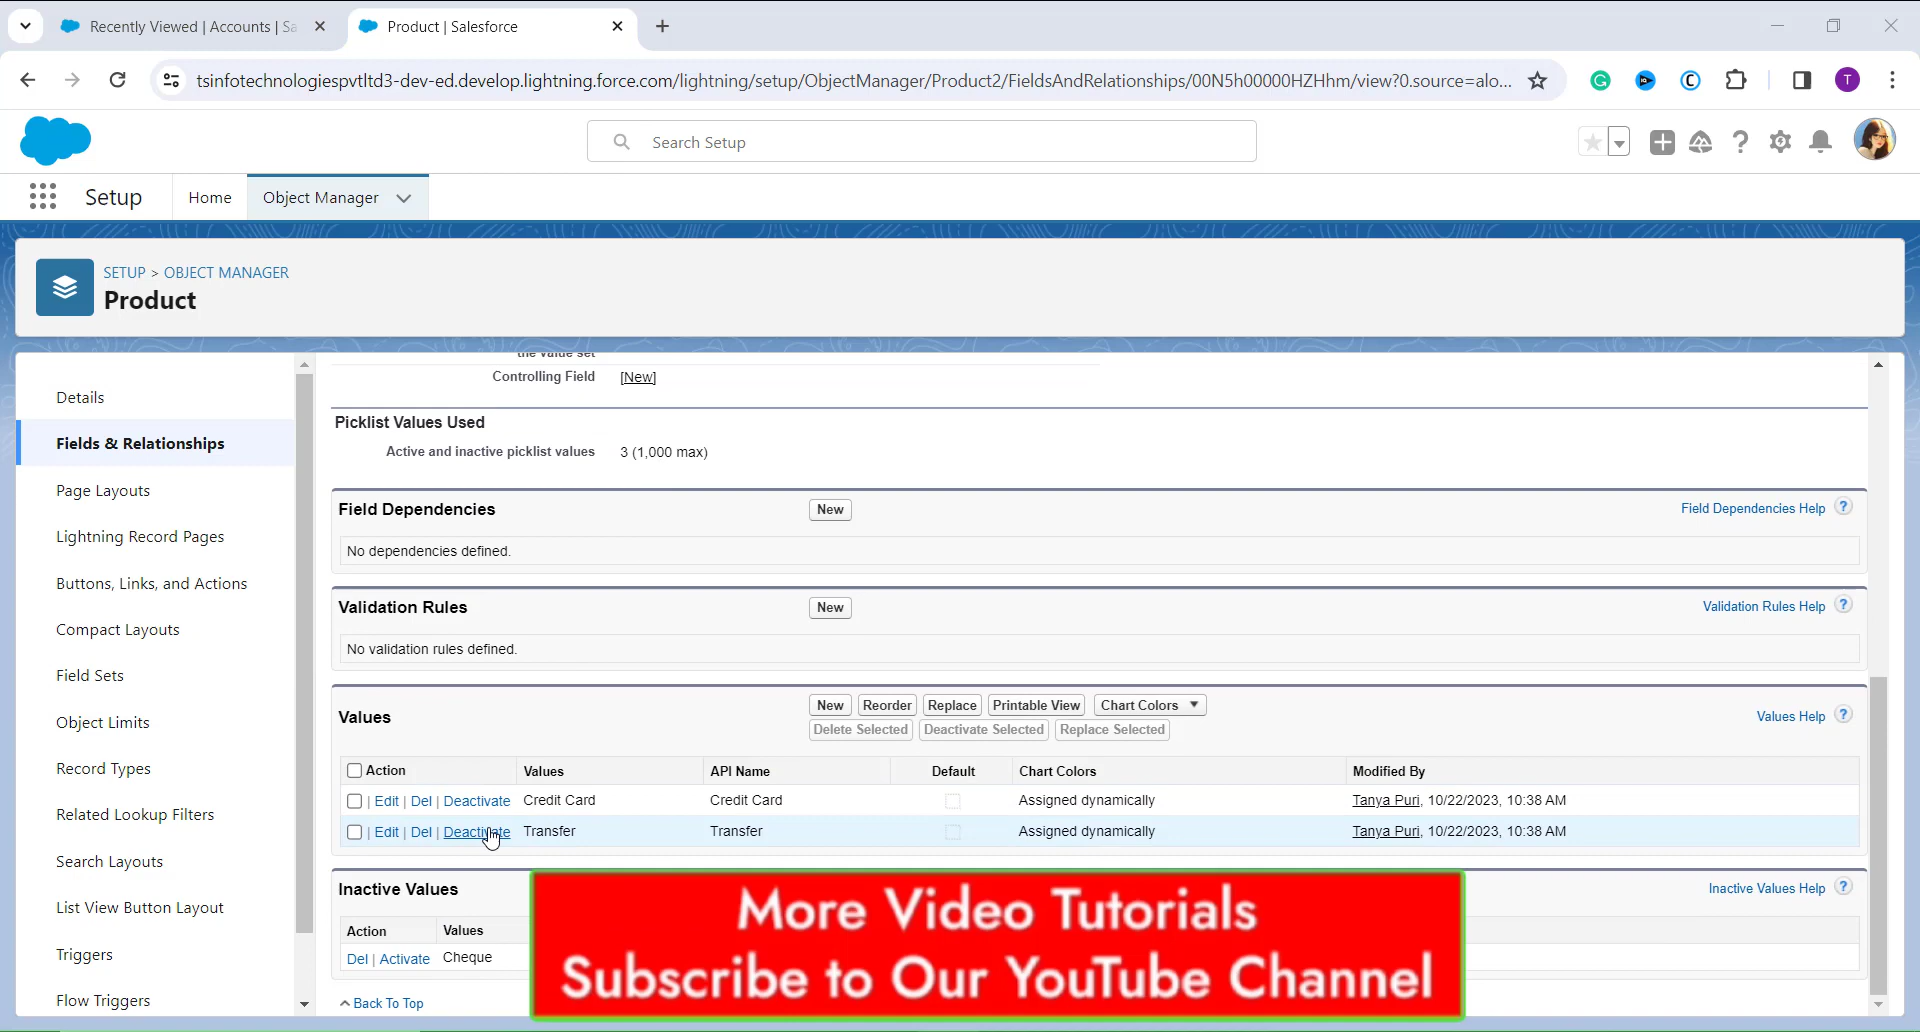 Recently Viewed | Accounts | Sa
Product | Salesforce
tsinfotechnologiespvtltd3-dev-ed.develop.lightning.force.com/lightning/setup/ObjectManager/Product2/FieldsAndRelationships/00N5h00000HZHhm/view?0.source=alo...
T
Search Setup
Setup
Home
Object Manager
SETUP > OBJECT MANAGER
Product
Details
Fields & Relationships
Page Layouts
Lightning Record Pages
Buttons, Links, and Actions
Compact Layouts
Field Sets
Object Limits
Record Types
Related Lookup Filters
Search Layouts
List View Button Layout
Triggers
Flow Triggers
the value set
Controlling Field [New]
Picklist Values Used
Active and inactive picklist values 3 (1,000 max)
Field Dependencies New Field Dependencies Help ?
No dependencies defined.
Validation Rules New Validation Rules Help ?
No validation rules defined.
Values New Reorder Replace Printable View Chart Colors Values Help ?
Delete Selected Deactivate Selected Replace Selected
Action Values API Name Default Chart Colors Modified By
| Edit | Del | Deactivate Credit Card Credit Card Assigned dynamically Tanya Puri, 10/22/2023, 10:38 AM
| Edit | Del | Deactivate Transfer Transfer Assigned dynamically Tanya Puri, 10/22/2023, 10:38 AM
Inactive Values Inactive Values Help ?
Action Values
Del | Activate Cheque
Back To Top
More Video Tutorials
Subscribe to Our YouTube Channel